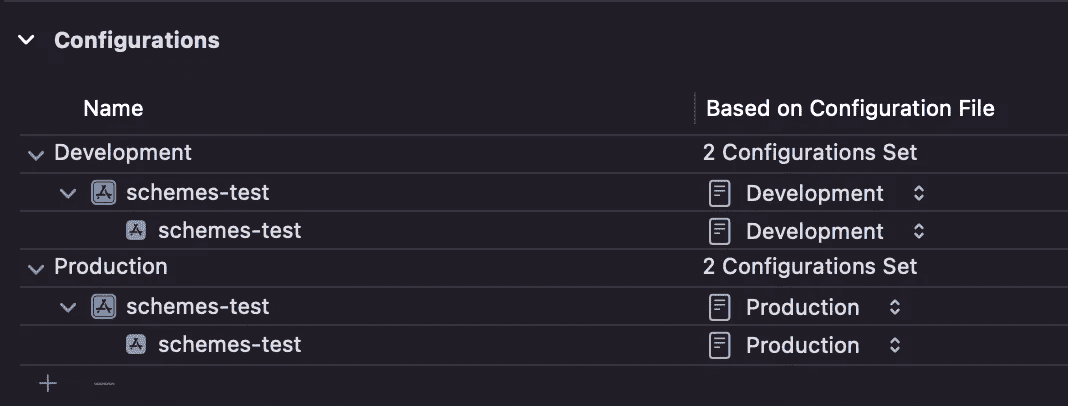 Configurations
Name Based on Configuration File
Development 2 Configurations Set
schemes-test Development
schemes-test Development
Production 2 Configurations Set
schemes-test Production
schemes-test Production